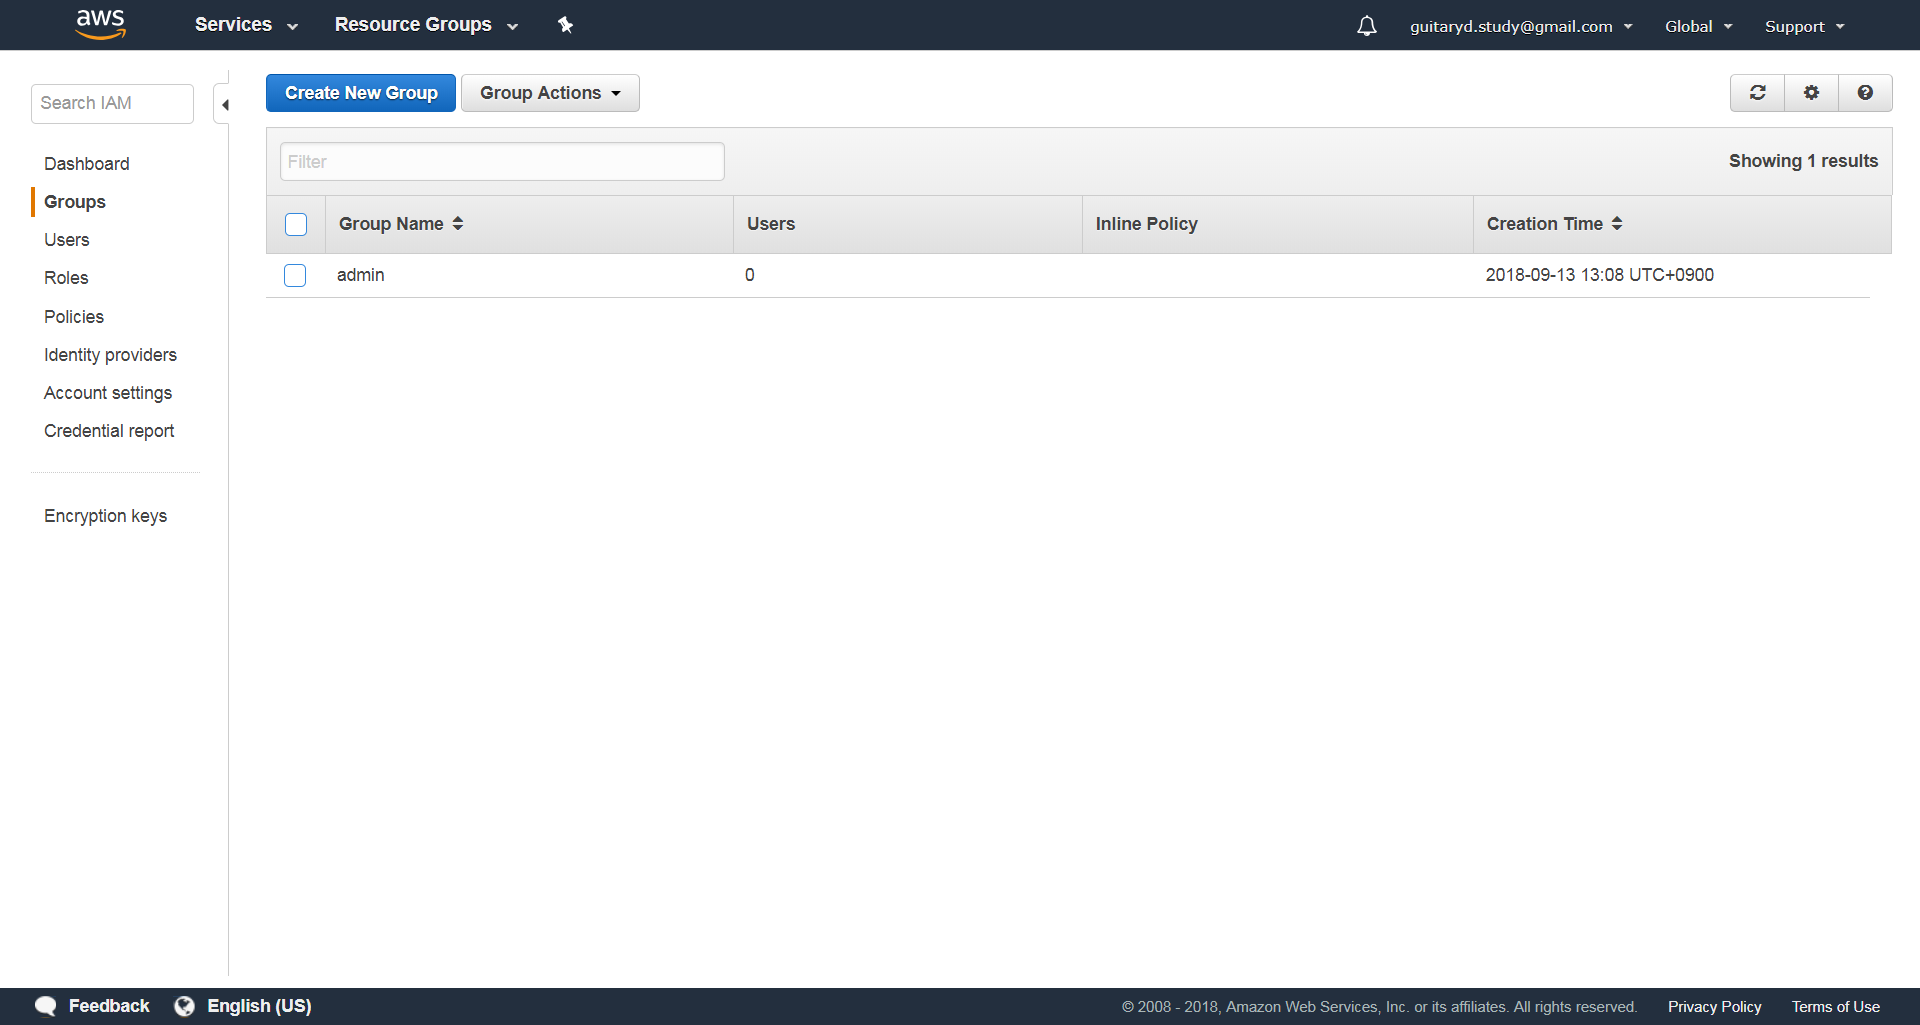 aws Services Resource Groups guitaryd.study@gmail.com Global Support
Search IAM
Dashboard
Groups
Users
Roles
Policies
Identity providers
Account settings
Credential report
Encryption keys
Create New Group Group Actions
Filter Showing 1 results
Group Name Users Inline Policy Creation Time
admin 0 2018-09-13 13:08 UTC+0900
Feedback English (US) © 2008 - 2018, Amazon Web Services, Inc. or its affiliates. All rights reserved. Privacy Policy Terms of Use